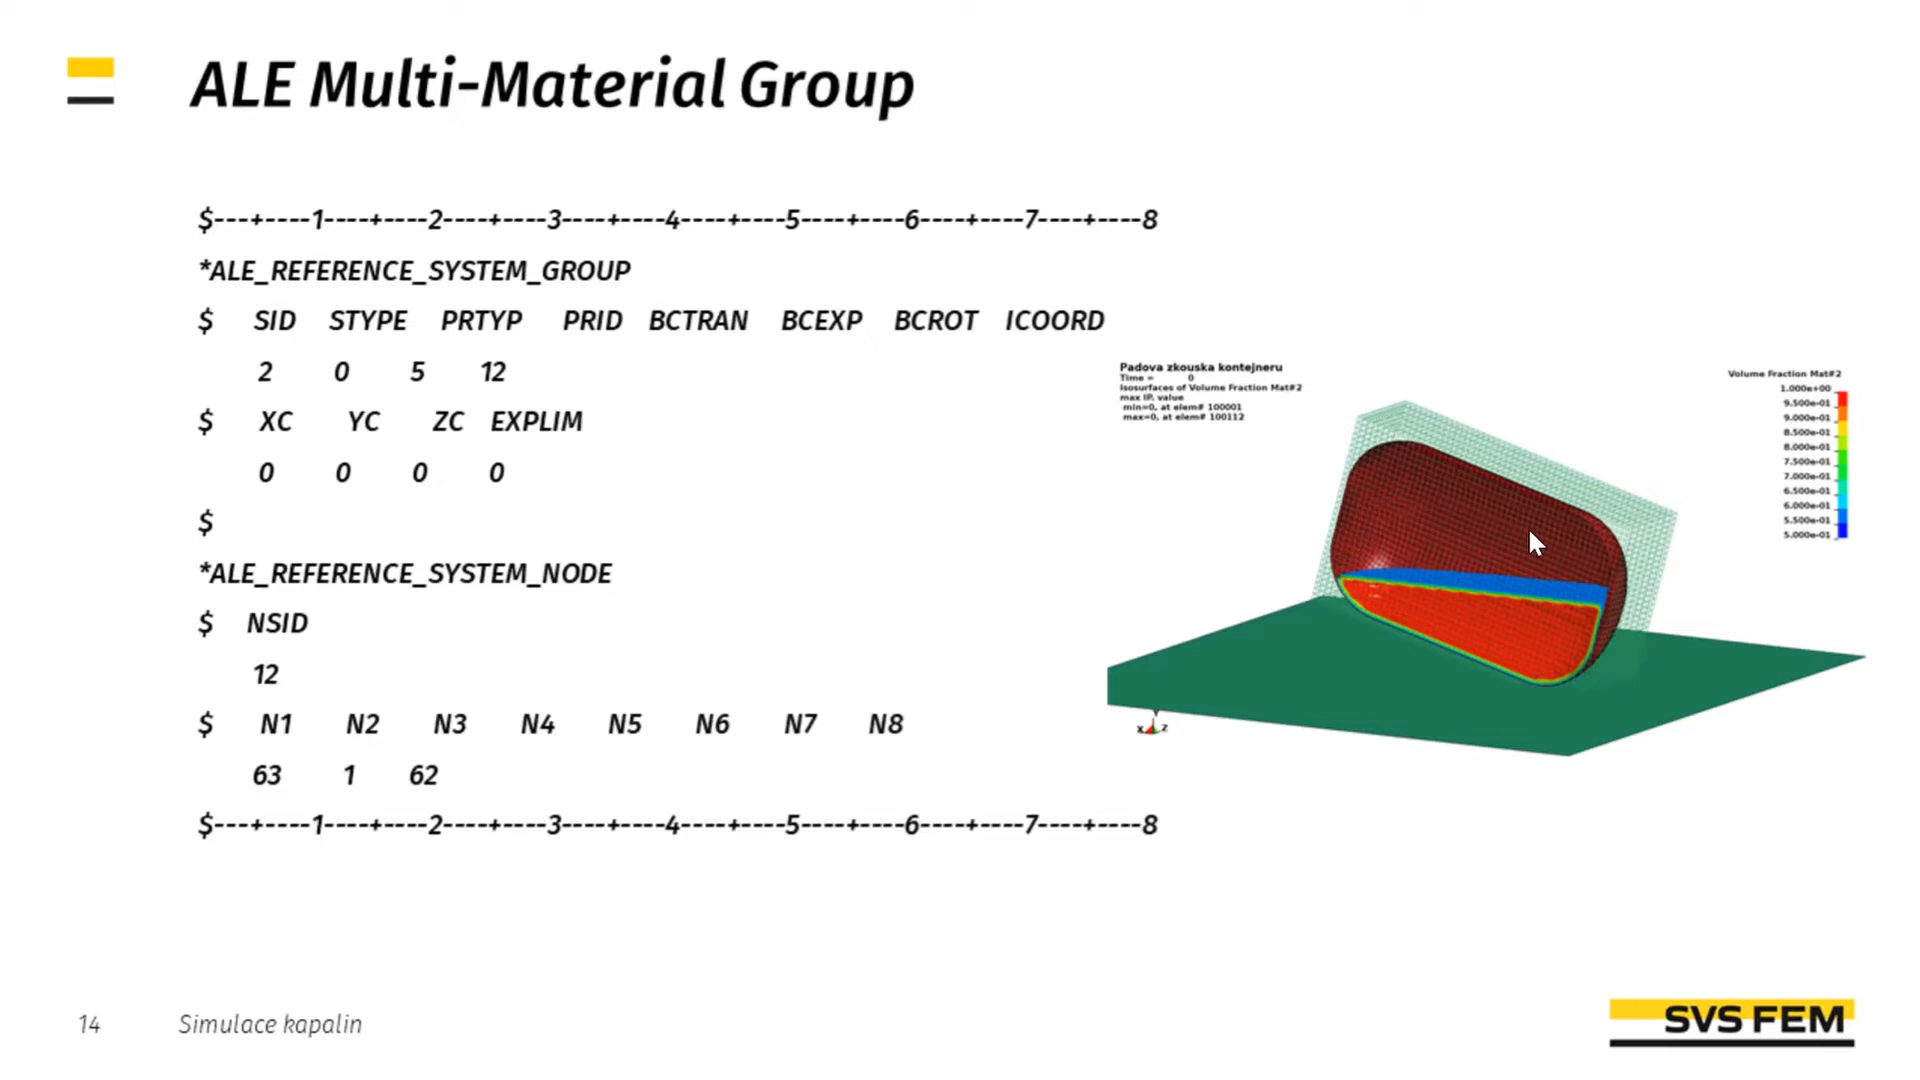 ALE Multi-Material Group
$---+----1----+----2----+----3----+----4----+----5----+----6----+----7----+----8
*ALE_REFERENCE_SYSTEM_GROUP
$ SID STYPE PRTYP PRID BCTRAN BCEXP BCROT ICOORD
2 0 5 12
$ XC YC ZC EXPLIM
0 0 0 0
$
*ALE_REFERENCE_SYSTEM_NODE
$ NSID
12
$ N1 N2 N3 N4 N5 N6 N7 N8
63 1 62
$---+----1----+----2----+----3----+----4----+----5----+----6----+----7----+----8
Padova zkouska kontejneru
Time = 0
Isosurfaces of Volume Fraction Mat#2
max IP. value
min=0, at elem# 100001
max=0, at elem# 100112
Volume Fraction Mat#2
1.000e+00
9.500e-01
9.000e-01
8.500e-01
8.000e-01
7.500e-01
7.000e-01
6.500e-01
6.000e-01
5.500e-01
5.000e-01
Y
X Z
14 Simulace kapalin
SVS FEM